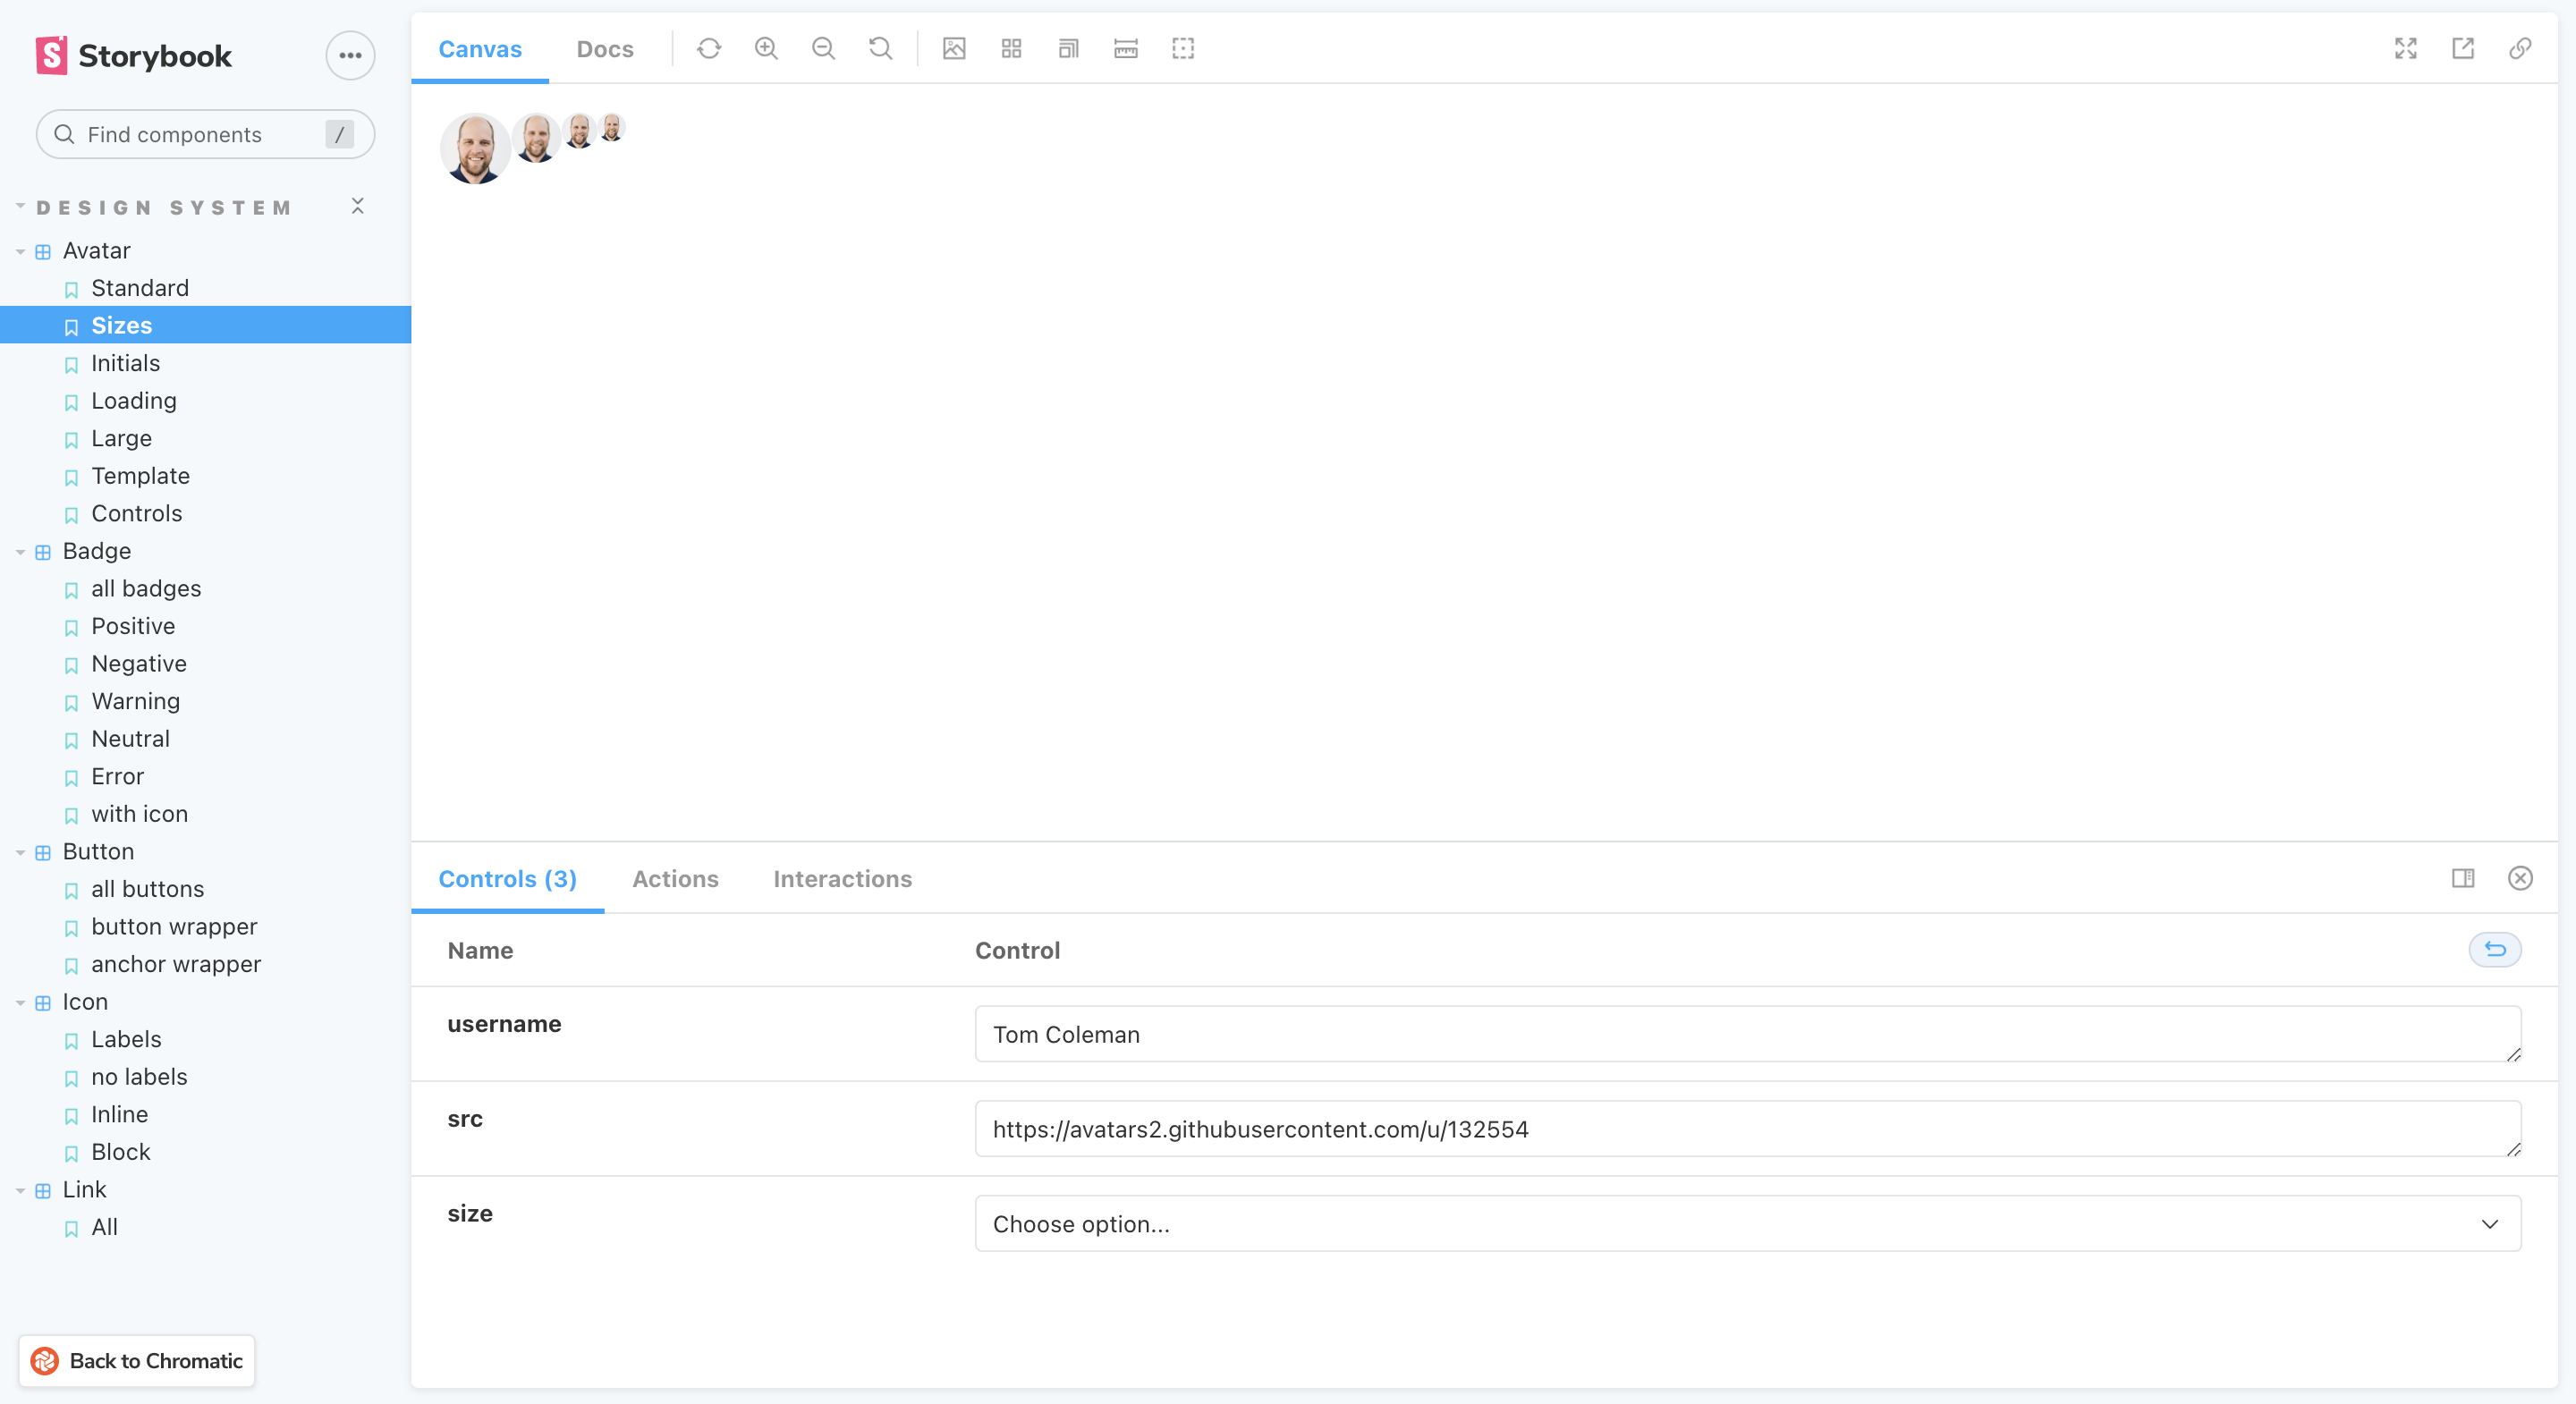 Storybook
Find components /
DESIGN SYSTEM
Avatar
Standard
Sizes
Initials
Loading
Large
Template
Controls
Badge
all badges
Positive
Negative
Warning
Neutral
Error
with icon
Button
all buttons
button wrapper
anchor wrapper
Icon
Labels
no labels
Inline
Block
Link
All
Back to Chromatic
Canvas Docs
Controls (3) Actions Interactions
Name Control
username Tom Coleman
src https://avatars2.githubusercontent.com/u/132554
size Choose option...